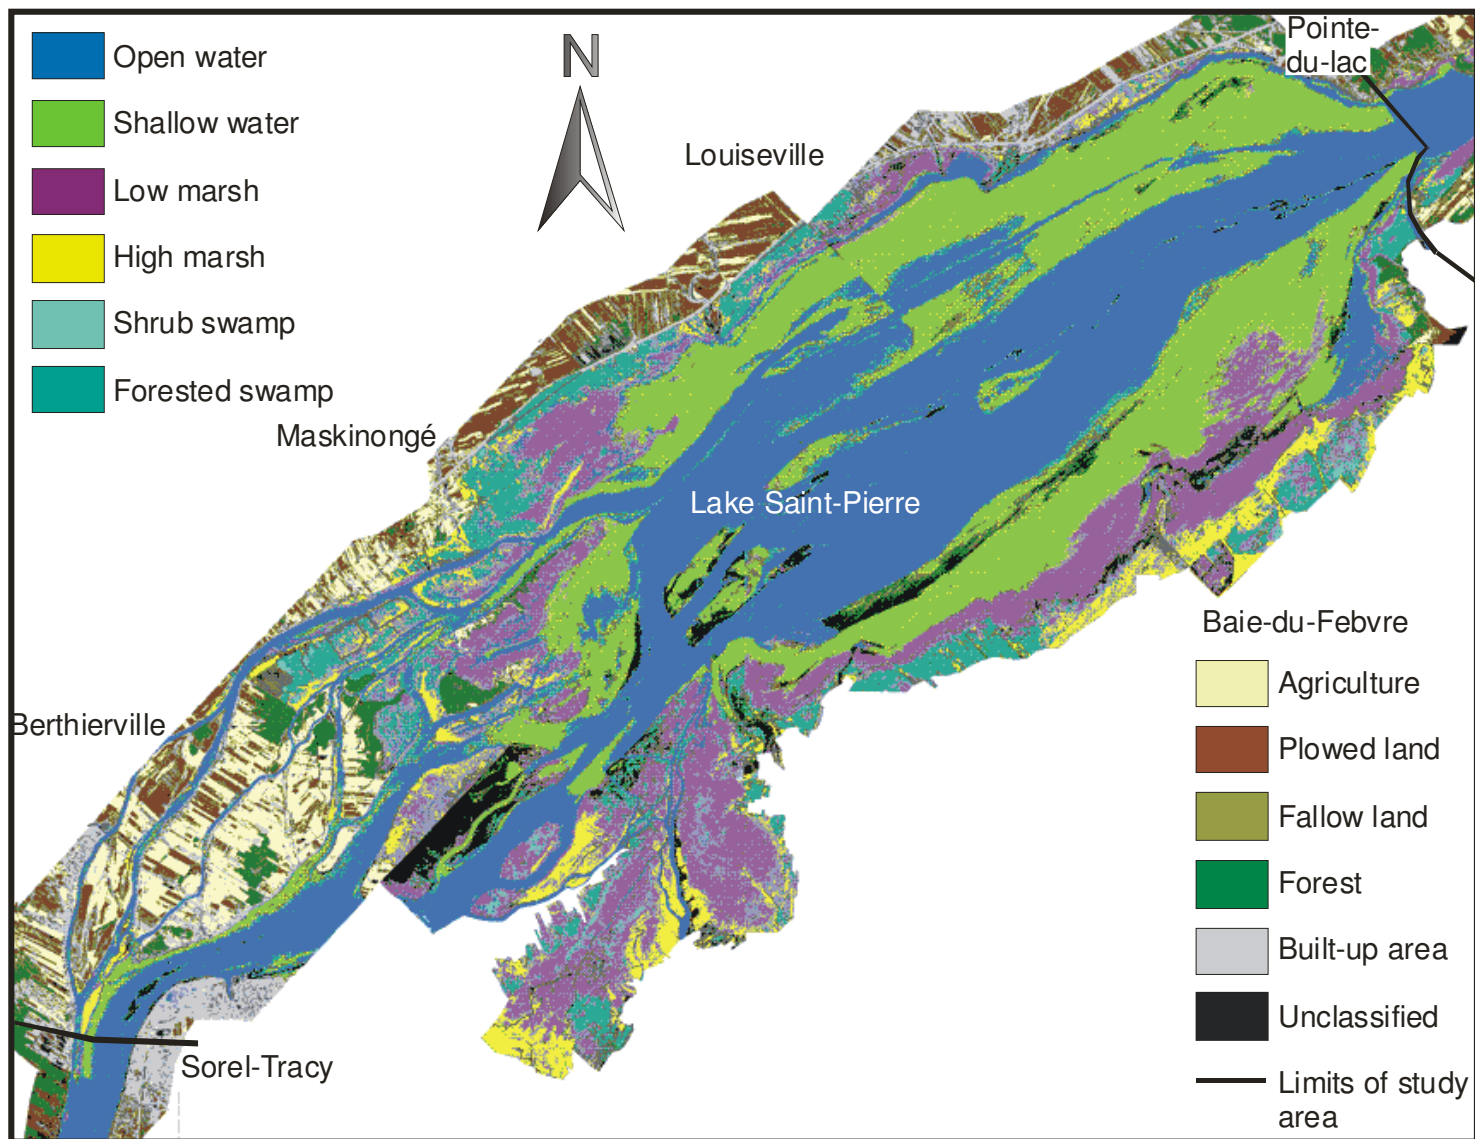 Open water
Shallow water
Low marsh
High marsh
Shrub swamp
Forested swamp
N
Pointe-
du-lac
Louiseville
Maskinongé
Lake Saint-Pierre
Berthierville
Sorel-Tracy
Baie-du-Febvre
Agriculture
Plowed land
Fallow land
Forest
Built-up area
Unclassified
Limits of study
area